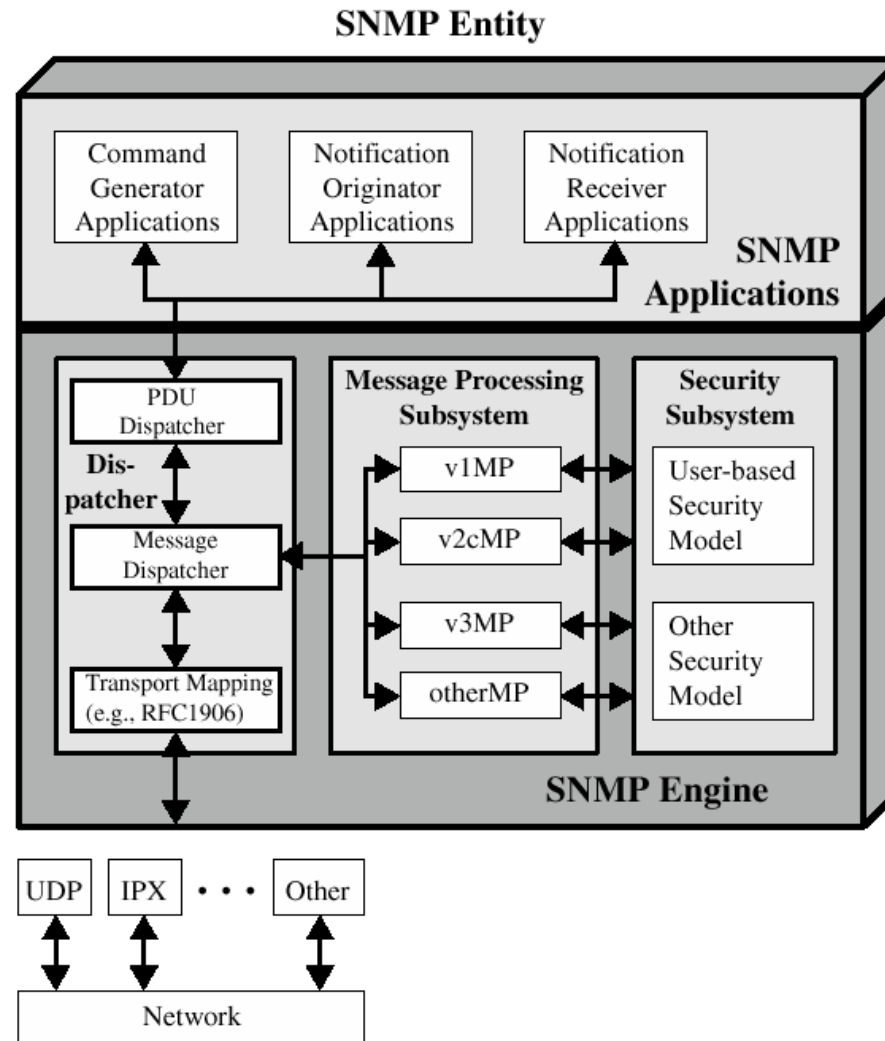 SNMP Entity
Command
Generator
Applications
Notification
Originator
Applications
Notification
Receiver
Applications
SNMP
Applications
PDU
Dispatcher
Dis-
patcher
Message
Dispatcher
Transport Mapping
(e.g., RFC1906)
Message Processing
Subsystem
v1MP
v2cMP
v3MP
otherMP
Security
Subsystem
User-based
Security
Model
Other
Security
Model
SNMP Engine
UDP
IPX
• • •
Other
Network